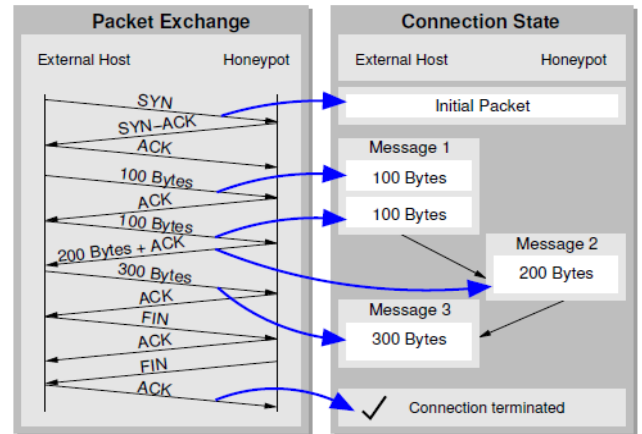 Packet Exchange
External Host Honeypot
SYN
SYN-ACK
ACK
100 Bytes
ACK
100 Bytes
200 Bytes + ACK
300 Bytes
ACK
FIN
ACK
FIN
ACK
Connection State
External Host Honeypot
Initial Packet
Message 1
100 Bytes
100 Bytes
Message 2
200 Bytes
Message 3
300 Bytes
Connection terminated